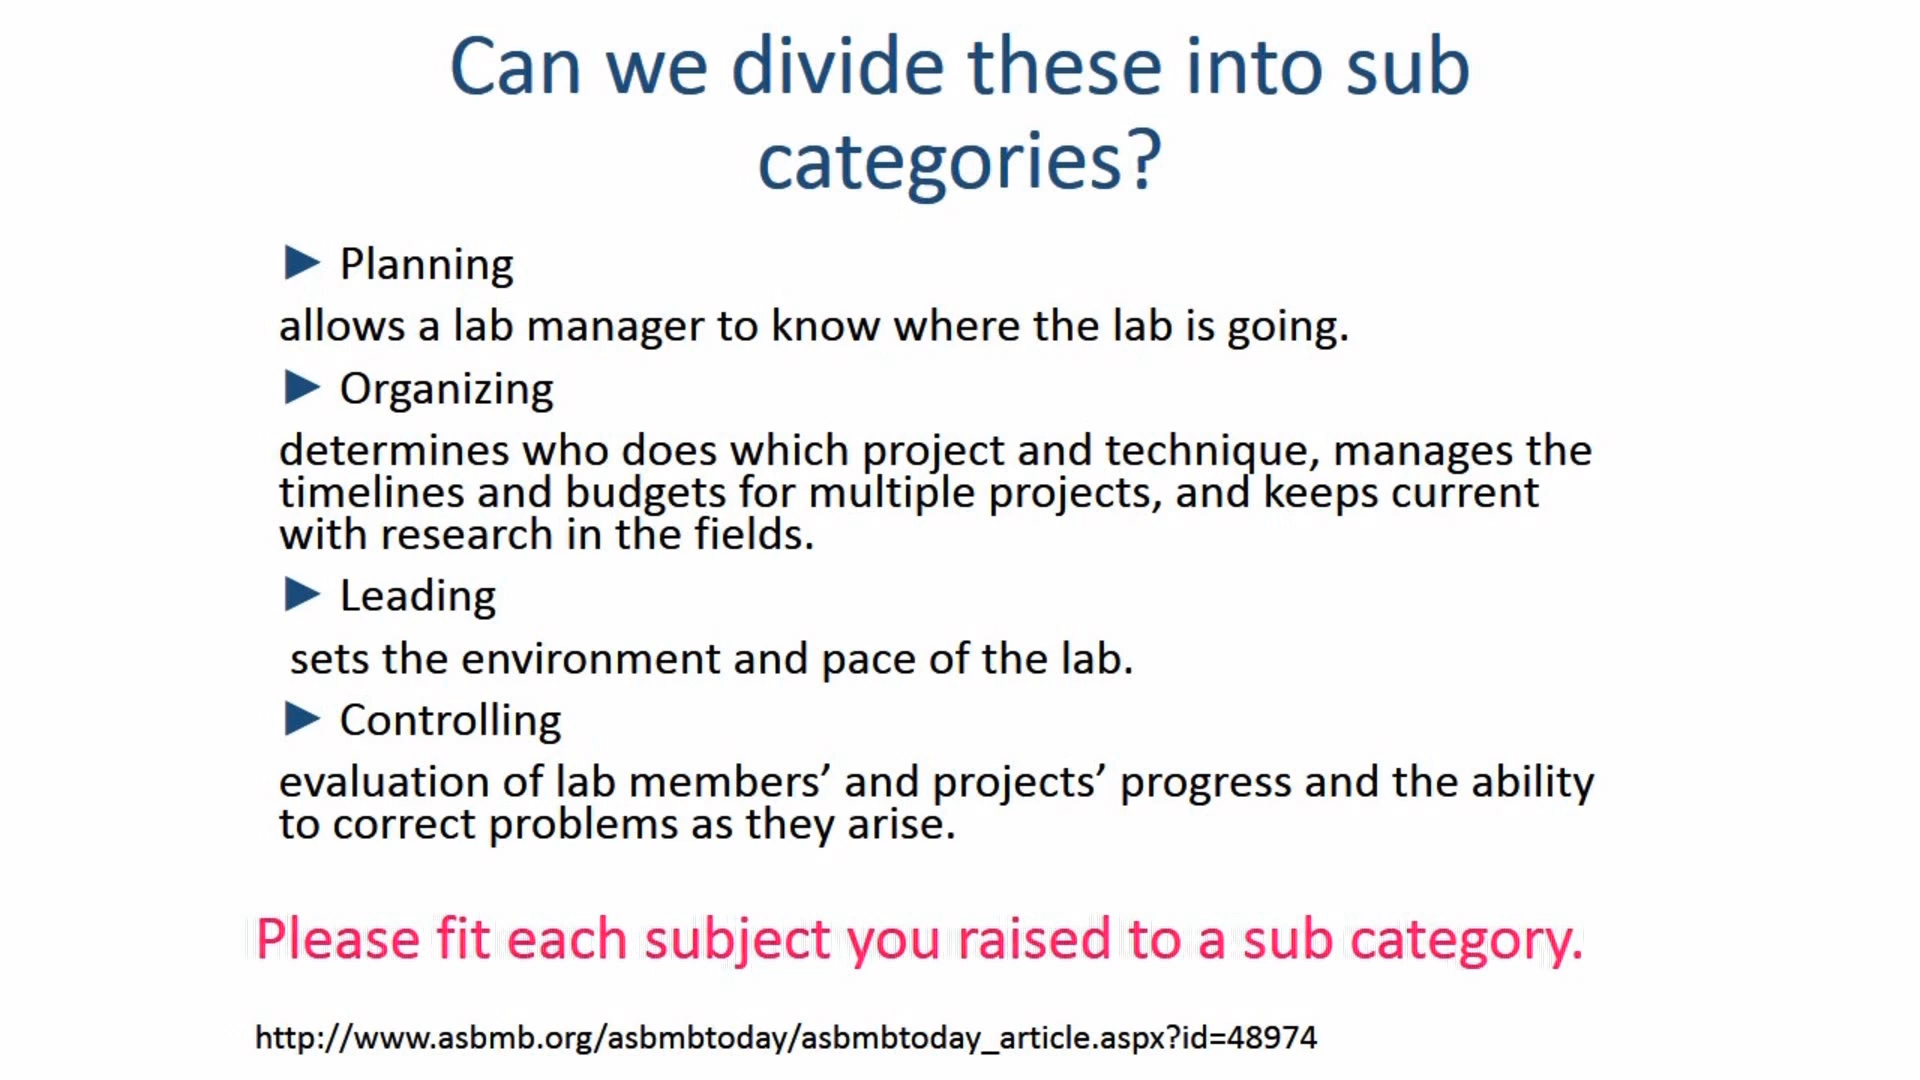 Can we divide these into sub
categories?
► Planning
allows a lab manager to know where the lab is going.
► Organizing
determines who does which project and technique, manages the
timelines and budgets for multiple projects, and keeps current
with research in the fields.
► Leading
sets the environment and pace of the lab.
► Controlling
evaluation of lab members’ and projects’ progress and the ability
to correct problems as they arise.
Please fit each subject you raised to a sub category.
http://www.asbmb.org/asbmbtoday/asbmbtoday_article.aspx?id=48974